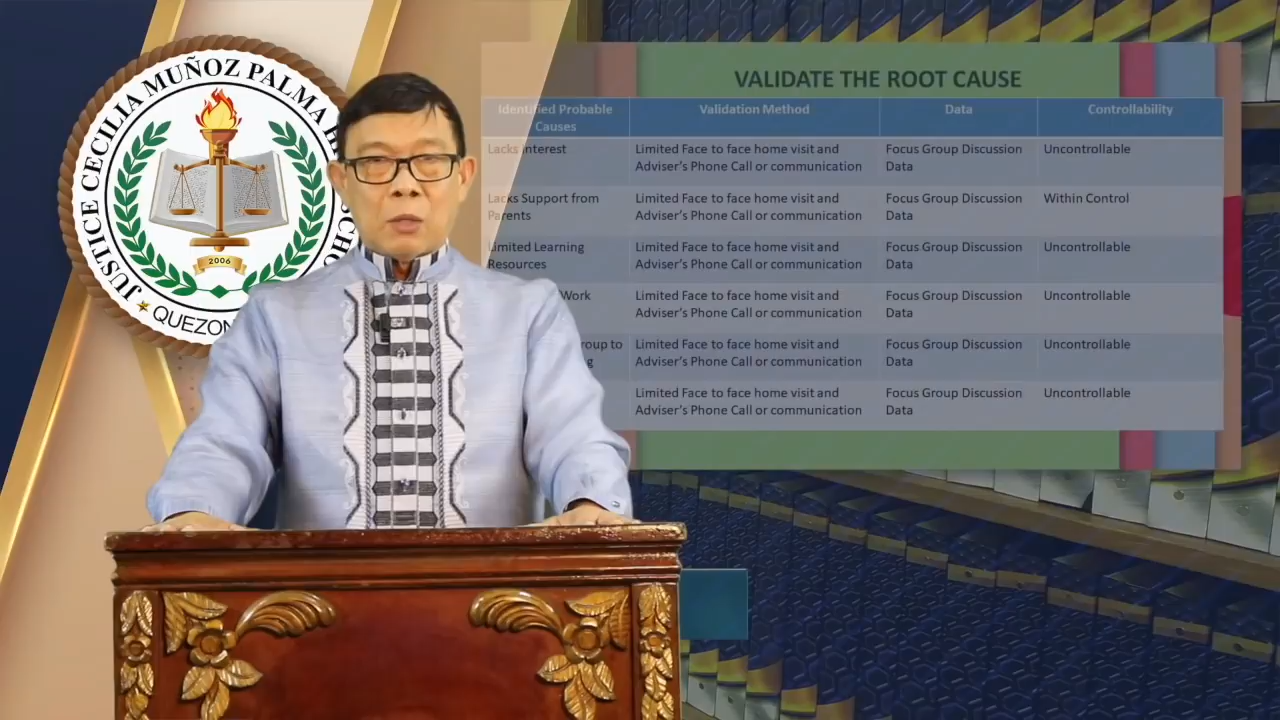 JUSTICE CECILIA MUÑOZ PALMA
2006
QUEZON
VALIDATE THE ROOT CAUSE
Identified Probable
Causes
Validation Method
Data
Controllability
Lacks Interest
Limited Face to face home visit and
Adviser's Phone Call or communication
Focus Group Discussion
Data
Uncontrollable
Lacks Support from
Parents
Limited Face to face home visit and
Adviser's Phone Call or communication
Focus Group Discussion
Data
Within Control
Limited Learning
Resources
Limited Face to face home visit and
Adviser's Phone Call or communication
Focus Group Discussion
Data
Uncontrollable
Work
Limited Face to face home visit and
Adviser's Phone Call or communication
Focus Group Discussion
Data
Uncontrollable
to
Limited Face to face home visit and
Adviser's Phone Call or communication
Focus Group Discussion
Data
Uncontrollable
Limited Face to face home visit and
Adviser's Phone Call or communication
Focus Group Discussion
Data
Uncontrollable